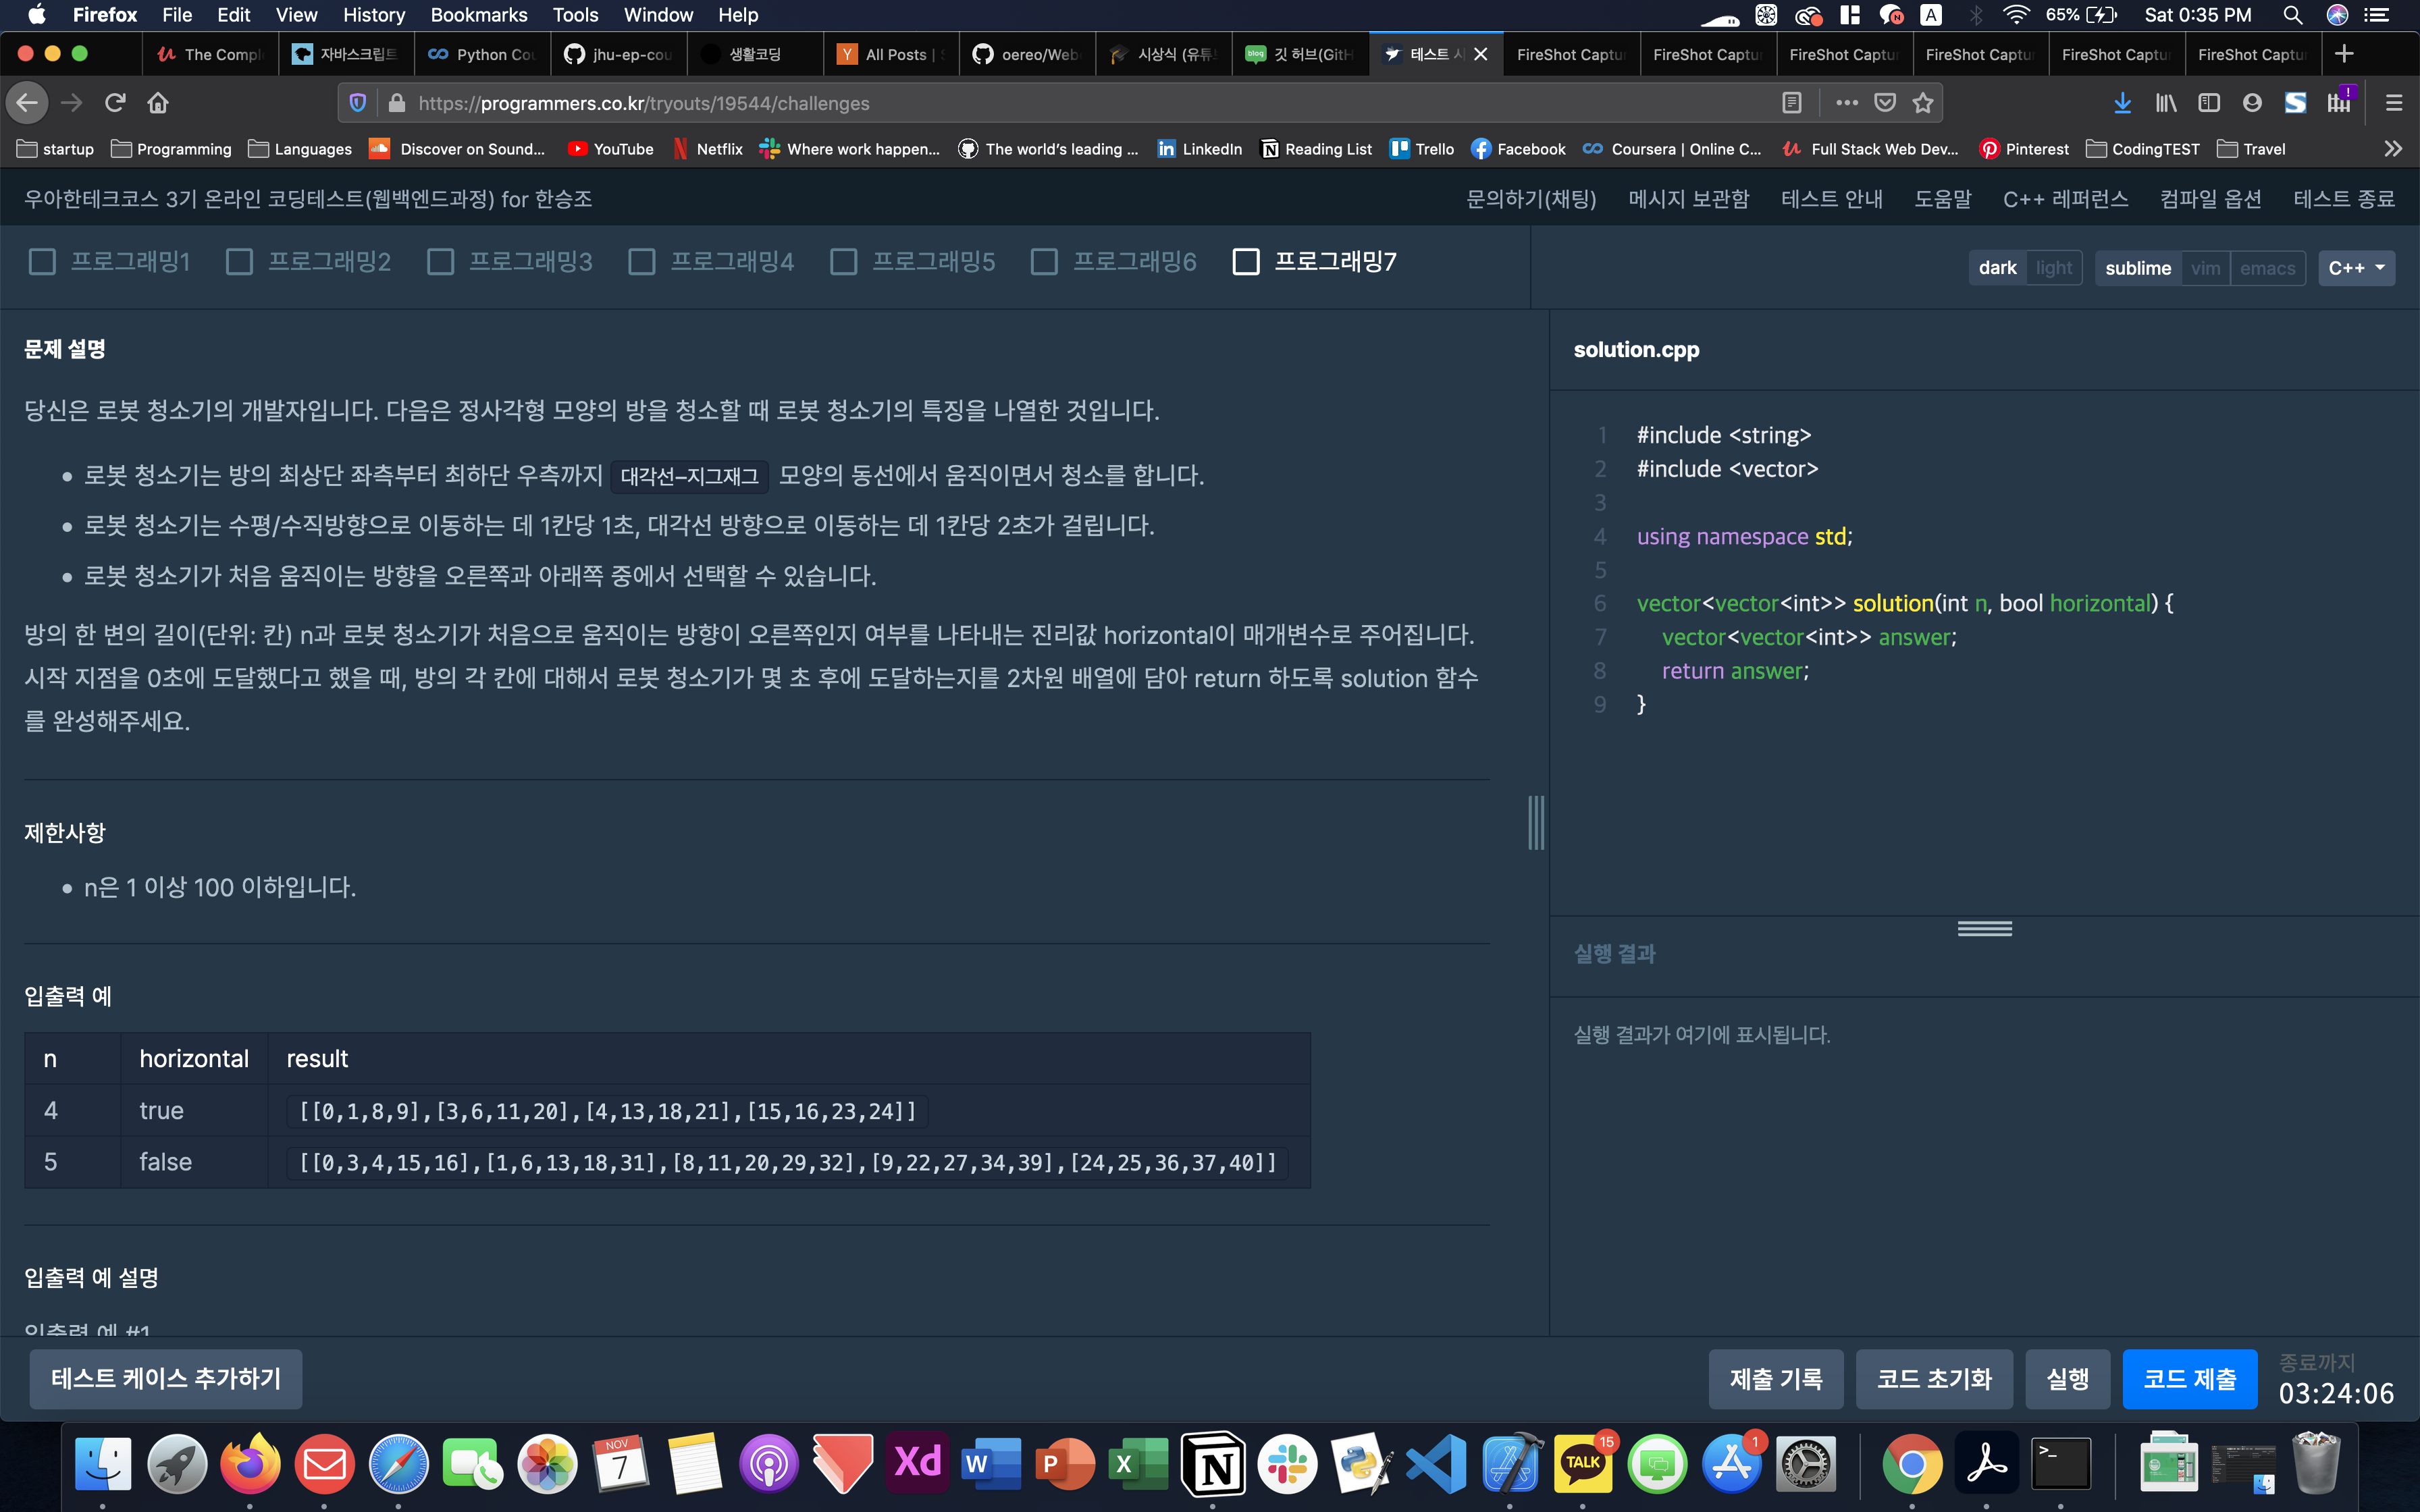 Firefox File Edit View History Bookmarks Tools Window Help
65% Sat 0:35 PM
The Comple 자바스크립트 Python Cou jhu-ep-cou 생활코딩 All Posts | S oereo/Web 시상식 (유튜브 깃 허브(GitH 테스트 시 FireShot Captur FireShot Captur FireShot Captur FireShot Captur FireShot Captur FireShot Captur
https://programmers.co.kr/tryouts/19544/challenges
startup Programming Languages Discover on Sound... YouTube Netflix Where work happen... The world's leading ... LinkedIn Reading List Trello Facebook Coursera | Online C... Full Stack Web Dev... Pinterest CodingTEST Travel
우아한테크코스 3기 온라인 코딩테스트(웹백엔드과정) for 한승조
문의하기(채팅) 메시지 보관함 테스트 안내 도움말 C++ 레퍼런스 컴파일 옵션 테스트 종료
프로그래밍1 프로그래밍2 프로그래밍3 프로그래밍4 프로그래밍5 프로그래밍6 프로그래밍7
dark light sublime vim emacs C++
문제 설명
당신은 로봇 청소기의 개발자입니다. 다음은 정사각형 모양의 방을 청소할 때 로봇 청소기의 특징을 나열한 것입니다.
• 로봇 청소기는 방의 최상단 좌측부터 최하단 우측까지 대각선-지그재그 모양의 동선에서 움직이면서 청소를 합니다.
• 로봇 청소기는 수평/수직방향으로 이동하는 데 1칸당 1초, 대각선 방향으로 이동하는 데 1칸당 2초가 걸립니다.
• 로봇 청소기가 처음 움직이는 방향을 오른쪽과 아래쪽 중에서 선택할 수 있습니다.
방의 한 변의 길이(단위: 칸) n과 로봇 청소기가 처음으로 움직이는 방향이 오른쪽인지 여부를 나타내는 진리값 horizontal이 매개변수로 주어집니다.
시작 지점을 0초에 도달했다고 했을 때, 방의 각 칸에 대해서 로봇 청소기가 몇 초 후에 도달하는지를 2차원 배열에 담아 return 하도록 solution 함수
를 완성해주세요.
제한사항
• n은 1 이상 100 이하입니다.
입출력 예
n horizontal result
4 true [[0,1,8,9],[3,6,11,20],[4,13,18,21],[15,16,23,24]]
5 false [[0,3,4,15,16],[1,6,13,18,31],[8,11,20,29,32],[9,22,27,34,39],[24,25,36,37,40]]
입출력 예 설명
입출력 예 #1
solution.cpp
1 #include <string>
2 #include <vector>
3
4 using namespace std;
5
6 vector<vector<int>> solution(int n, bool horizontal) {
7 vector<vector<int>> answer;
8 return answer;
9 }
실행 결과
실행 결과가 여기에 표시됩니다.
테스트 케이스 추가하기
제출 기록 코드 초기화 실행 코드 제출
종료까지
03:24:06
NOV
7
Xd W P X N TALK 15 1